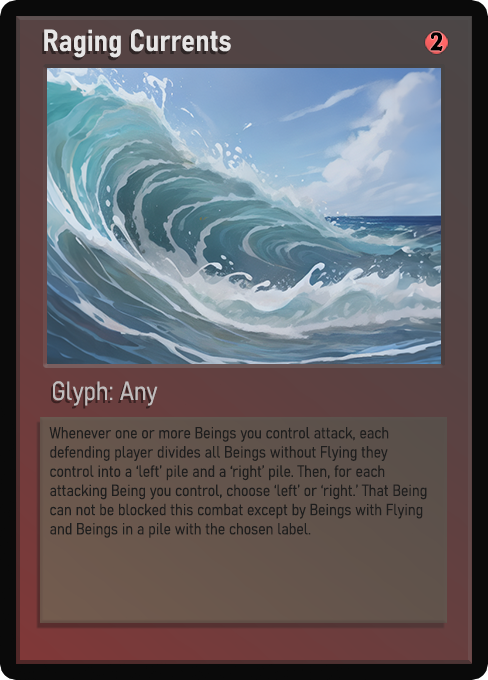 Raging Currents
2
Glyph: Any
Whenever one or more Beings you control attack, each
defending player divides all Beings without Flying they
control into a ‘left’ pile and a ‘right’ pile. Then, for each
attacking Being you control, choose ‘left’ or ‘right.’ That Being
can not be blocked this combat except by Beings with Flying
and Beings in a pile with the chosen label.